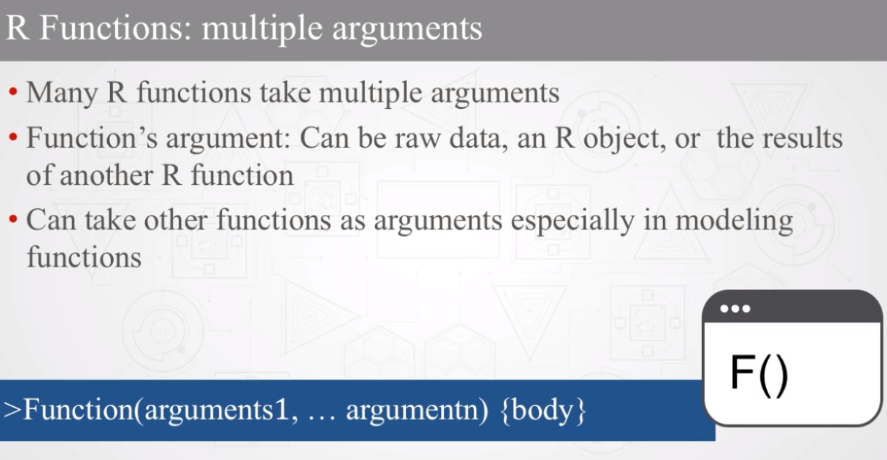 R Functions: multiple arguments
• Many R functions take multiple arguments
• Function’s argument: Can be raw data, an R object, or the results
of another R function
• Can take other functions as arguments especially in modeling
functions
F()
>Function(arguments1, … argumentn) {body}